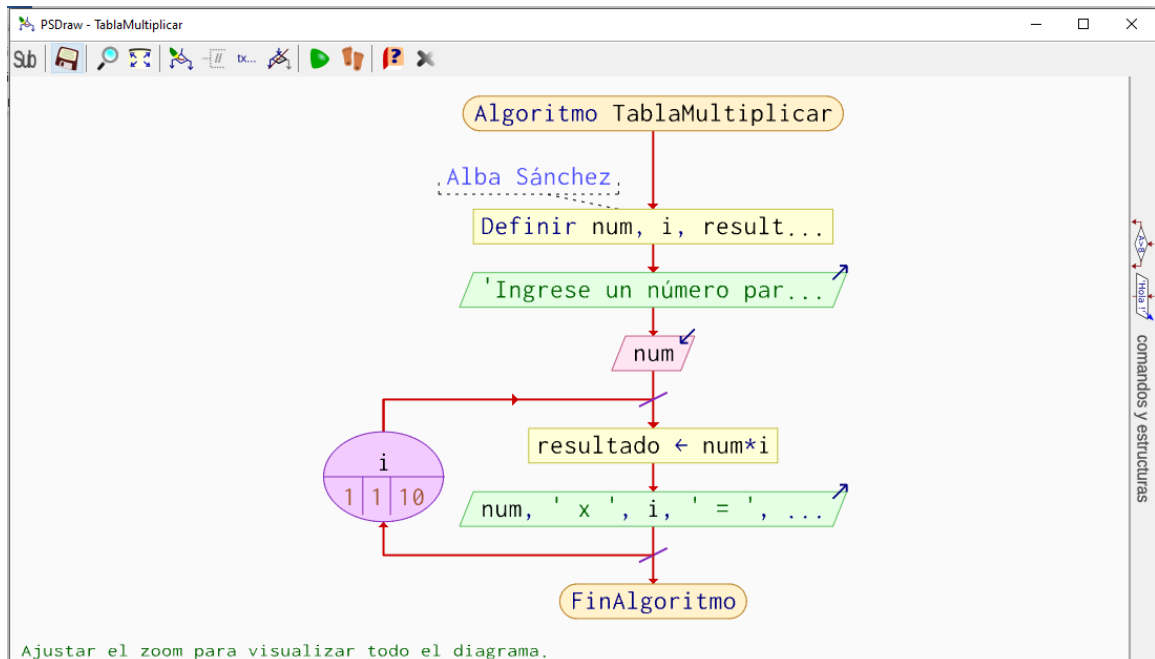 PSDraw - TablaMultiplicar
Sub
//
tx...
?
Algoritmo TablaMultiplicar
Alba Sánchez
Definir num, i, result...
'Ingrese un número par...
num
resultado ← num*i
i
1 1 10
num, ' x ', i, ' = ', ...
FinAlgoritmo
A>B
'Hola !'
comandos y estructuras
Ajustar el zoom para visualizar todo el diagrama.